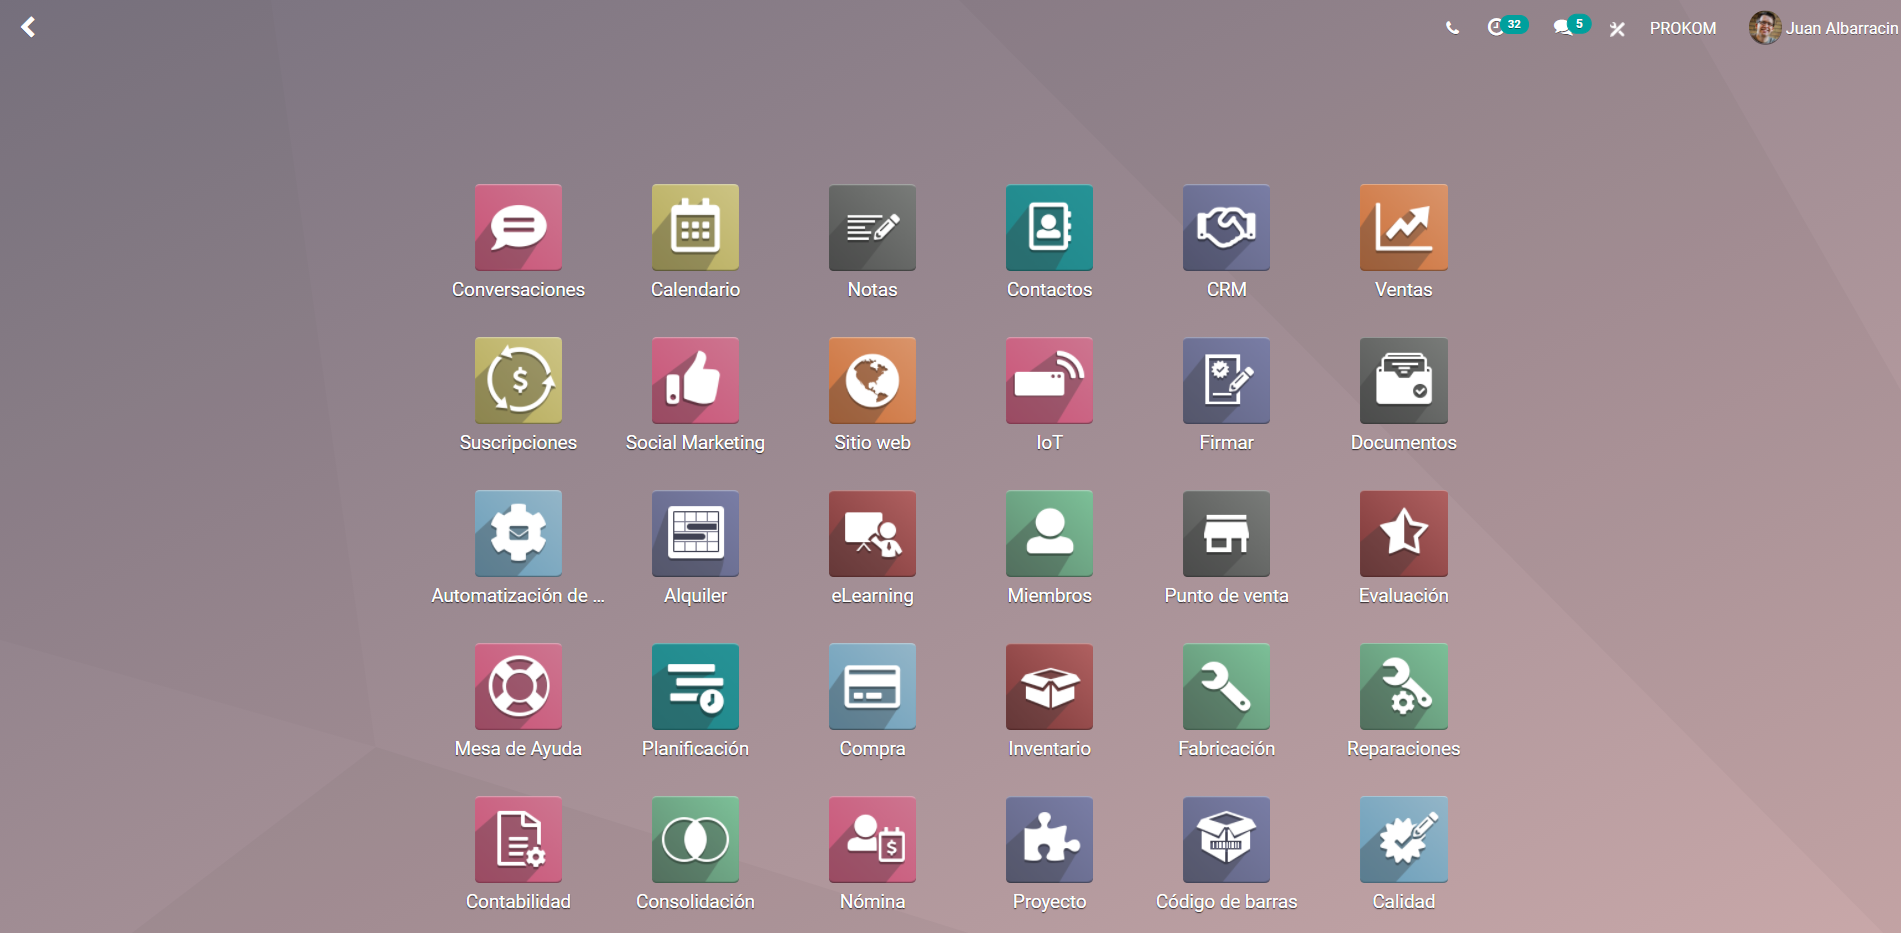 32
5
PROKOM
Juan Albarracin
Conversaciones
Calendario
Notas
Contactos
CRM
Ventas
Suscripciones
Social Marketing
Sitio web
IoT
Firmar
Documentos
Automatización de ...
Alquiler
eLearning
Miembros
Punto de venta
Evaluación
Mesa de Ayuda
Planificación
Compra
Inventario
Fabricación
Reparaciones
Contabilidad
Consolidación
Nómina
Proyecto
Código de barras
Calidad